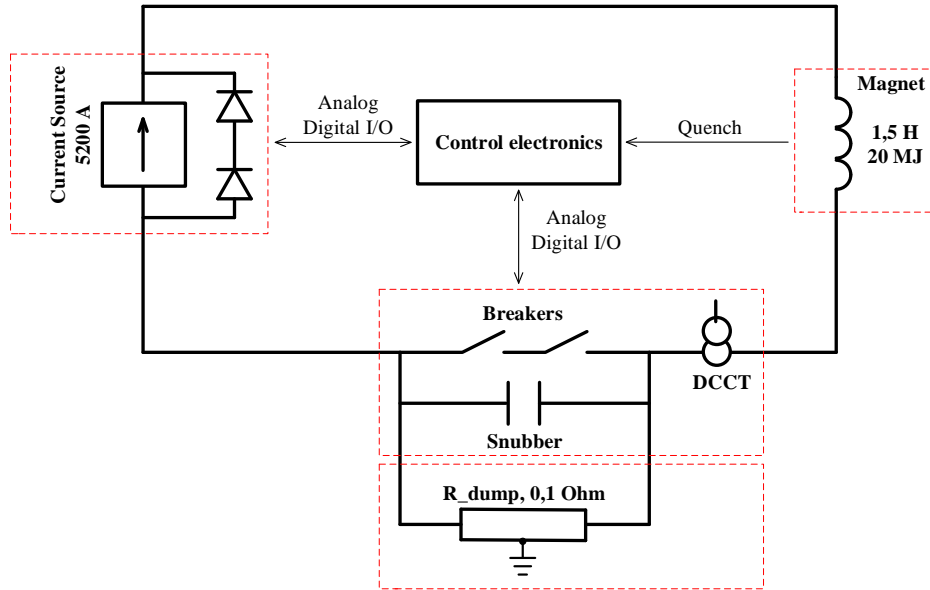 Current Source
5200 A
Analog
Digital I/O
Control electronics
Quench
Magnet
1,5 H
20 MJ
Analog
Digital I/O
Breakers
DCCT
Snubber
R_dump, 0,1 Ohm